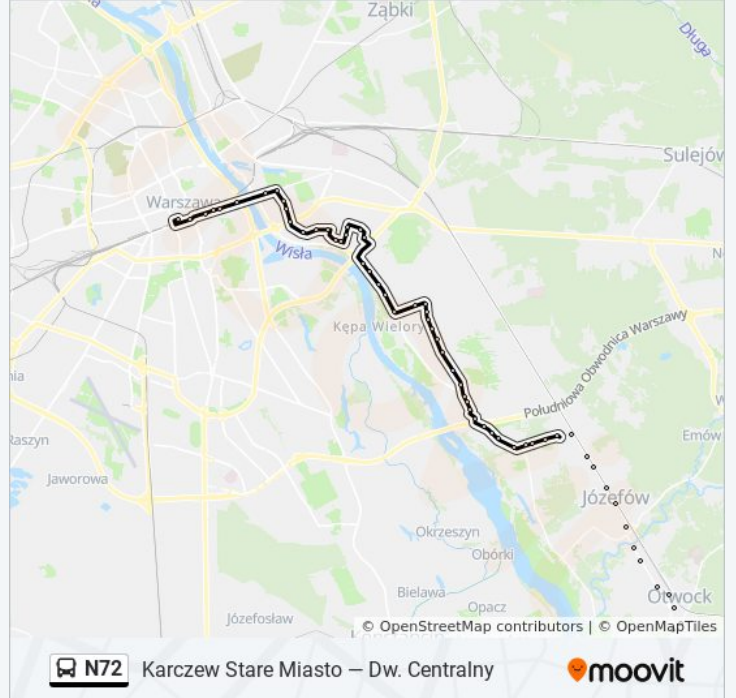 Ząbki
Długa
Sulejów
Warszawa
Wisła
Kępa Wielory
Południowa Obwodnica Warszawy
Raszyn
Emów
Jaworowa
Józefów
Okrzeszyn
Obórki
Bielawa
Otwock
Opacz
Józefosław
© OpenStreetMap contributors | © OpenMapTiles
N72 Karczew Stare Miasto — Dw. Centralny moovit